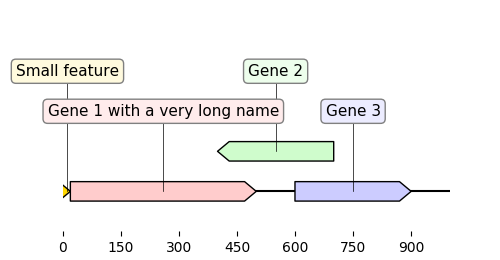 Small feature
Gene 2
Gene 1 with a very long name
Gene 3
0 150 300 450 600 750 900